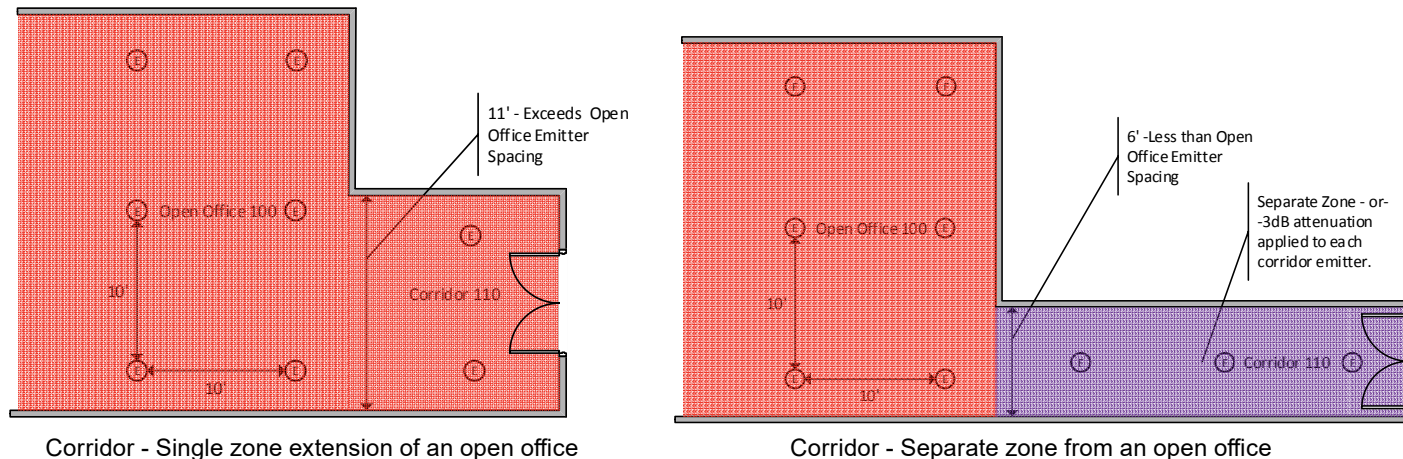 E E
11' - Exceeds Open
Office Emitter
Spacing
E Open Office 100 E
E
10'
Corridor 110
E E E
10'
Corridor - Single zone extension of an open office
E E
6' -Less than Open
Office Emitter
Spacing
Separate Zone - or-
-3dB attenuation
applied to each
corridor emitter.
E Open Office 100 E
10'
E E Corridor 110 E
E E
10'
Corridor - Separate zone from an open office